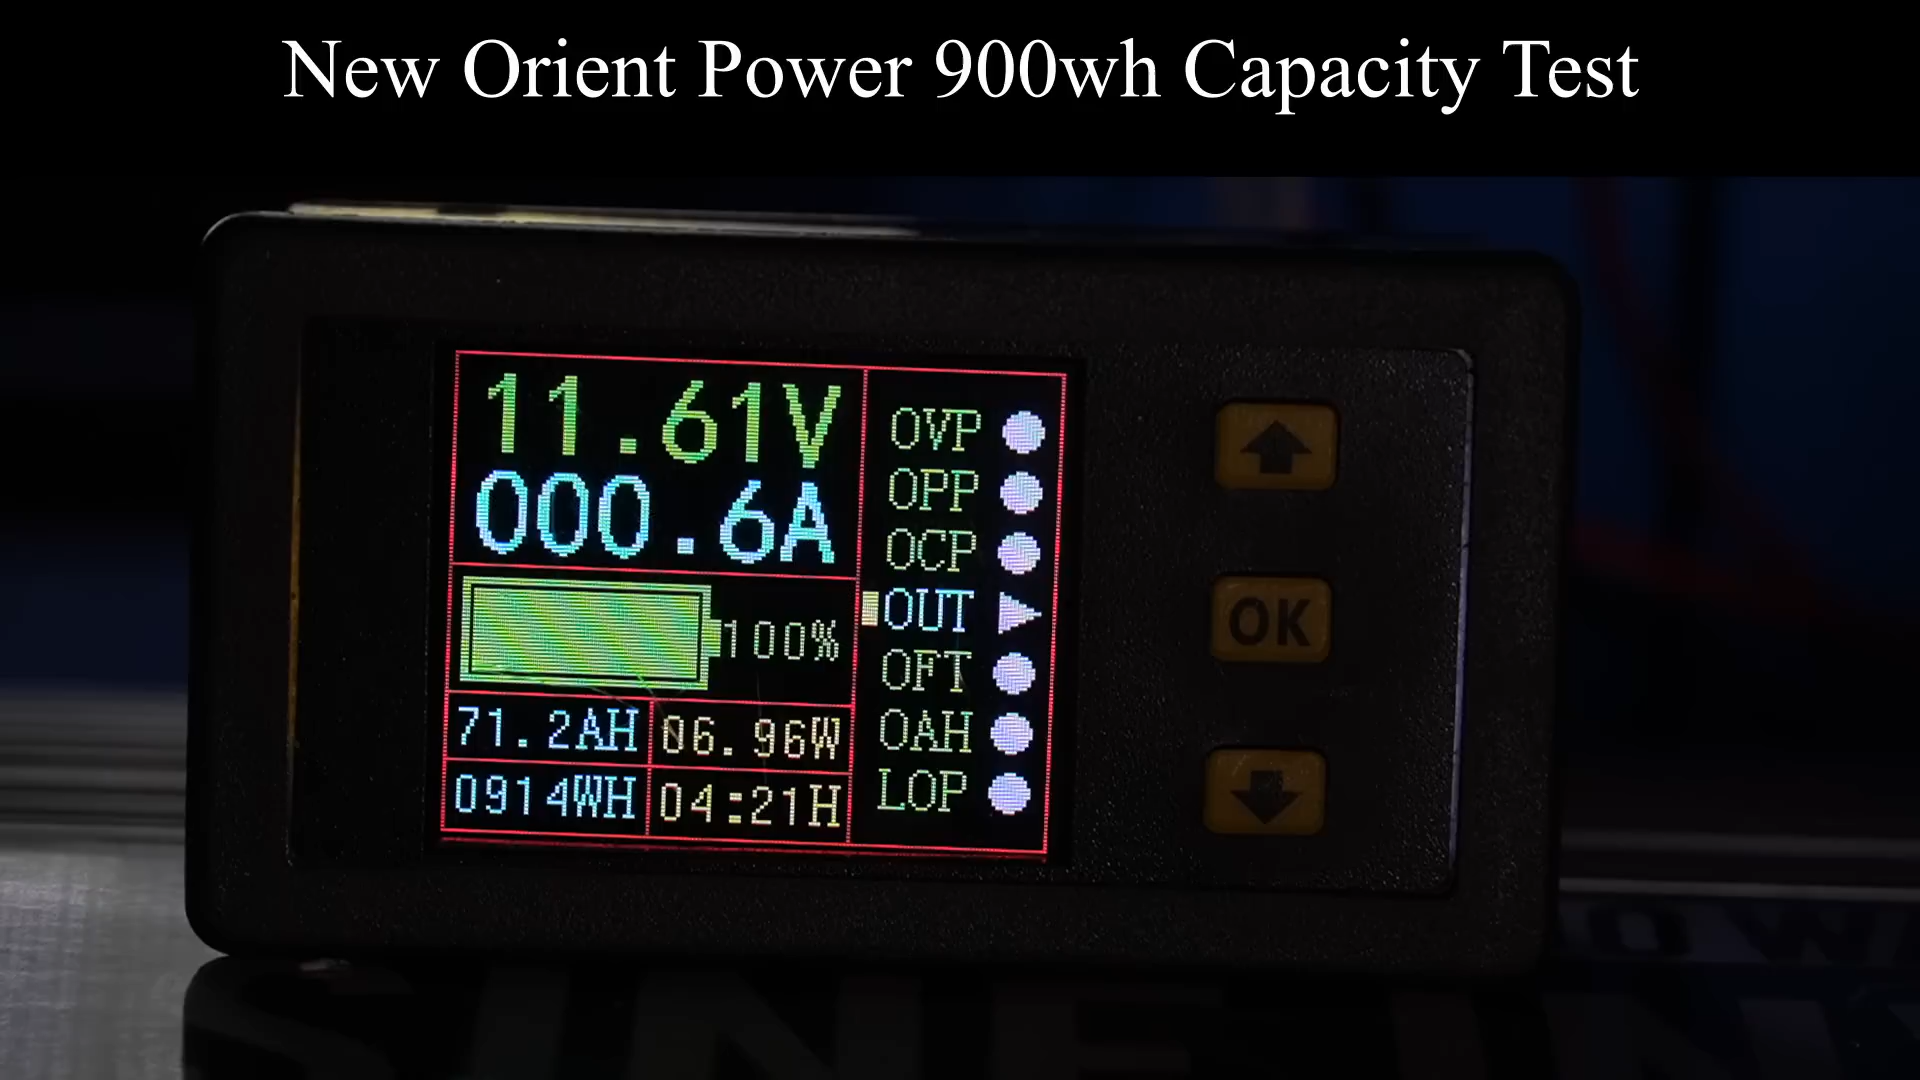 New Orient Power 900wh Capacity Test
11.61V
000.6A
100%
71.2AH
06.96W
0914WH
04:21H
OVP
OPP
OCP
OUT
OFT
OAH
LOP
OK